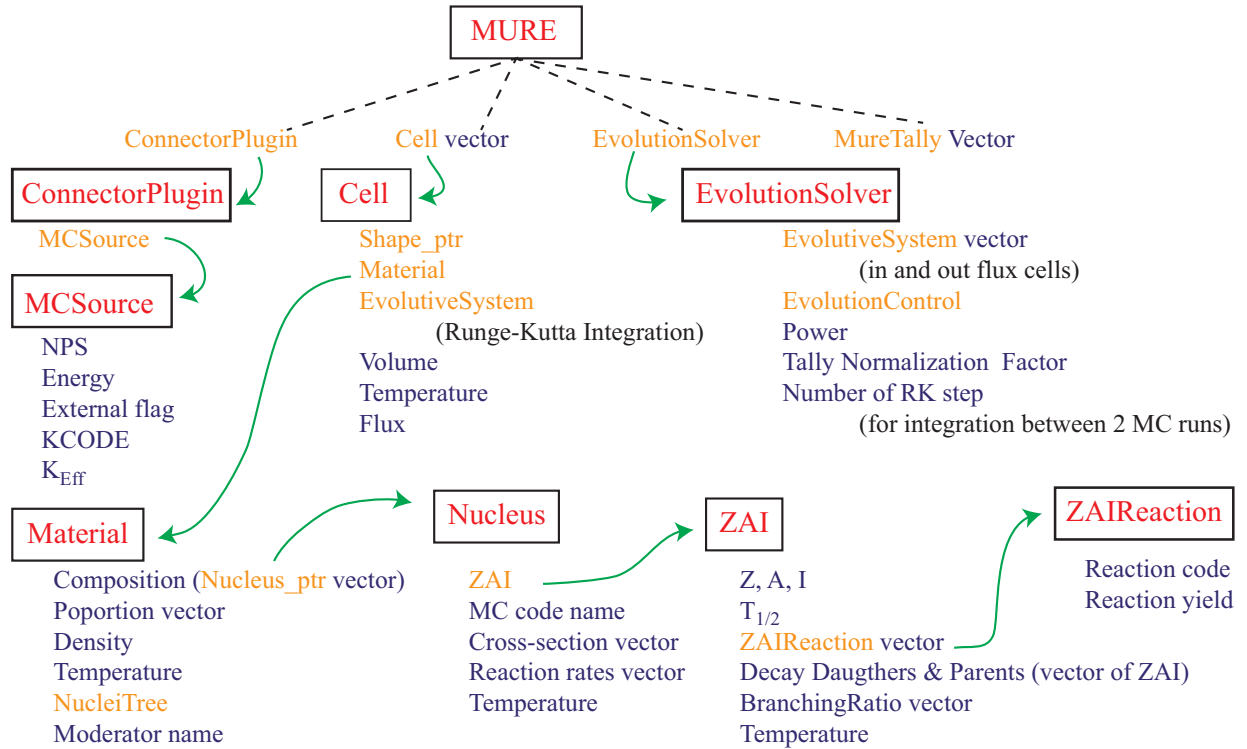 MURE
ConnectorPlugin
Cell vector
EvolutionSolver
MureTally Vector
ConnectorPlugin
MCSource
MCSource
NPS
Energy
External flag
KCODE
K_Eff
Cell
Shape_ptr
Material
EvolutiveSystem
(Runge-Kutta Integration)
Volume
Temperature
Flux
EvolutionSolver
EvolutiveSystem vector
(in and out flux cells)
EvolutionControl
Power
Tally Normalization Factor
Number of RK step
(for integration between 2 MC runs)
Material
Composition (Nucleus_ptr vector)
Poportion vector
Density
Temperature
NucleiTree
Moderator name
Nucleus
ZAI
MC code name
Cross-section vector
Reaction rates vector
Temperature
ZAI
Z, A, I
T_1/2
ZAIReaction vector
Decay Daugthers & Parents (vector of ZAI)
BranchingRatio vector
Temperature
ZAIReaction
Reaction code
Reaction yield